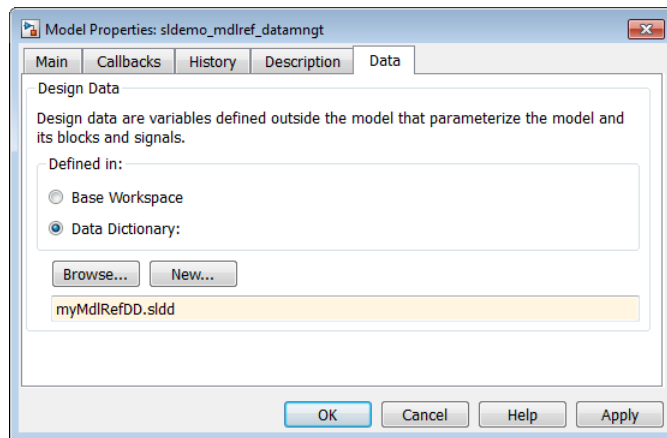 Model Properties: sldemo_mdlref_datamngt
Main Callbacks History Description Data
Design Data
Design data are variables defined outside the model that parameterize the model and
its blocks and signals.
Defined in:
Base Workspace
Data Dictionary:
Browse... New...
myMdlRefDD.sldd
OK Cancel Help Apply